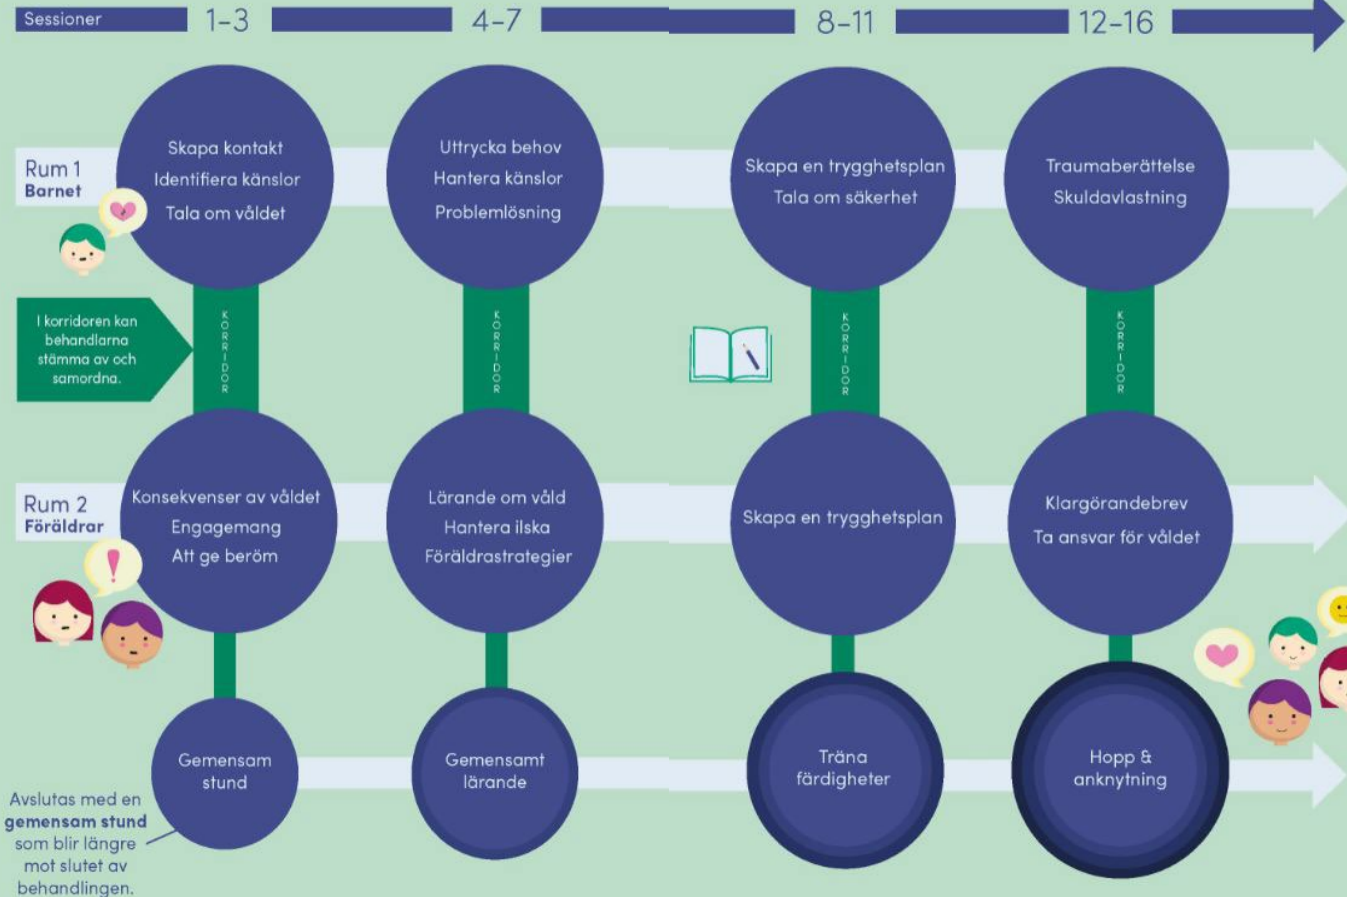 Sessioner
1–3
4–7
8–11
12–16
Rum 1
Barnet
Skapa kontakt
Identifiera känslor
Tala om våldet
Uttrycka behov
Hantera känslor
Problemlösning
Skapa en trygghetsplan
Tala om säkerhet
Traumaberättelse
Skuldavlastning
I korridoren kan
behandlarna
stämma av och
samordna.
KORRIDOR
KORRIDOR
KORRIDOR
KORRIDOR
Rum 2
Föräldrar
Konsekvenser av våldet
Engagemang
Att ge beröm
Lärande om våld
Hantera ilska
Föräldrastrategier
Skapa en trygghetsplan
Klargörandebrev
Ta ansvar för våldet
!
Gemensam
stund
Gemensamt
lärande
Träna
färdigheter
Hopp &
anknytning
Avslutas med en
gemensam stund
som blir längre
mot slutet av
behandlingen.